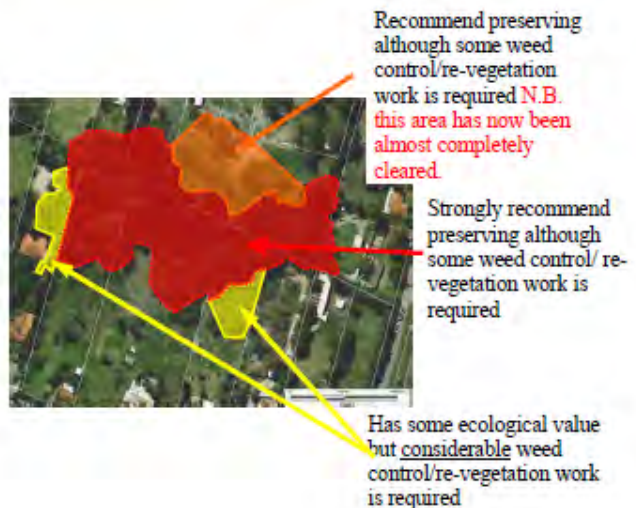 Recommend preserving
although some weed
control/re-vegetation
work is required N.B.
this area has now been
almost completely
cleared.
Strongly recommend
preserving although
some weed control/ re-
vegetation work is
required
Has some ecological value
but considerable weed
control/re-vegetation work
is required